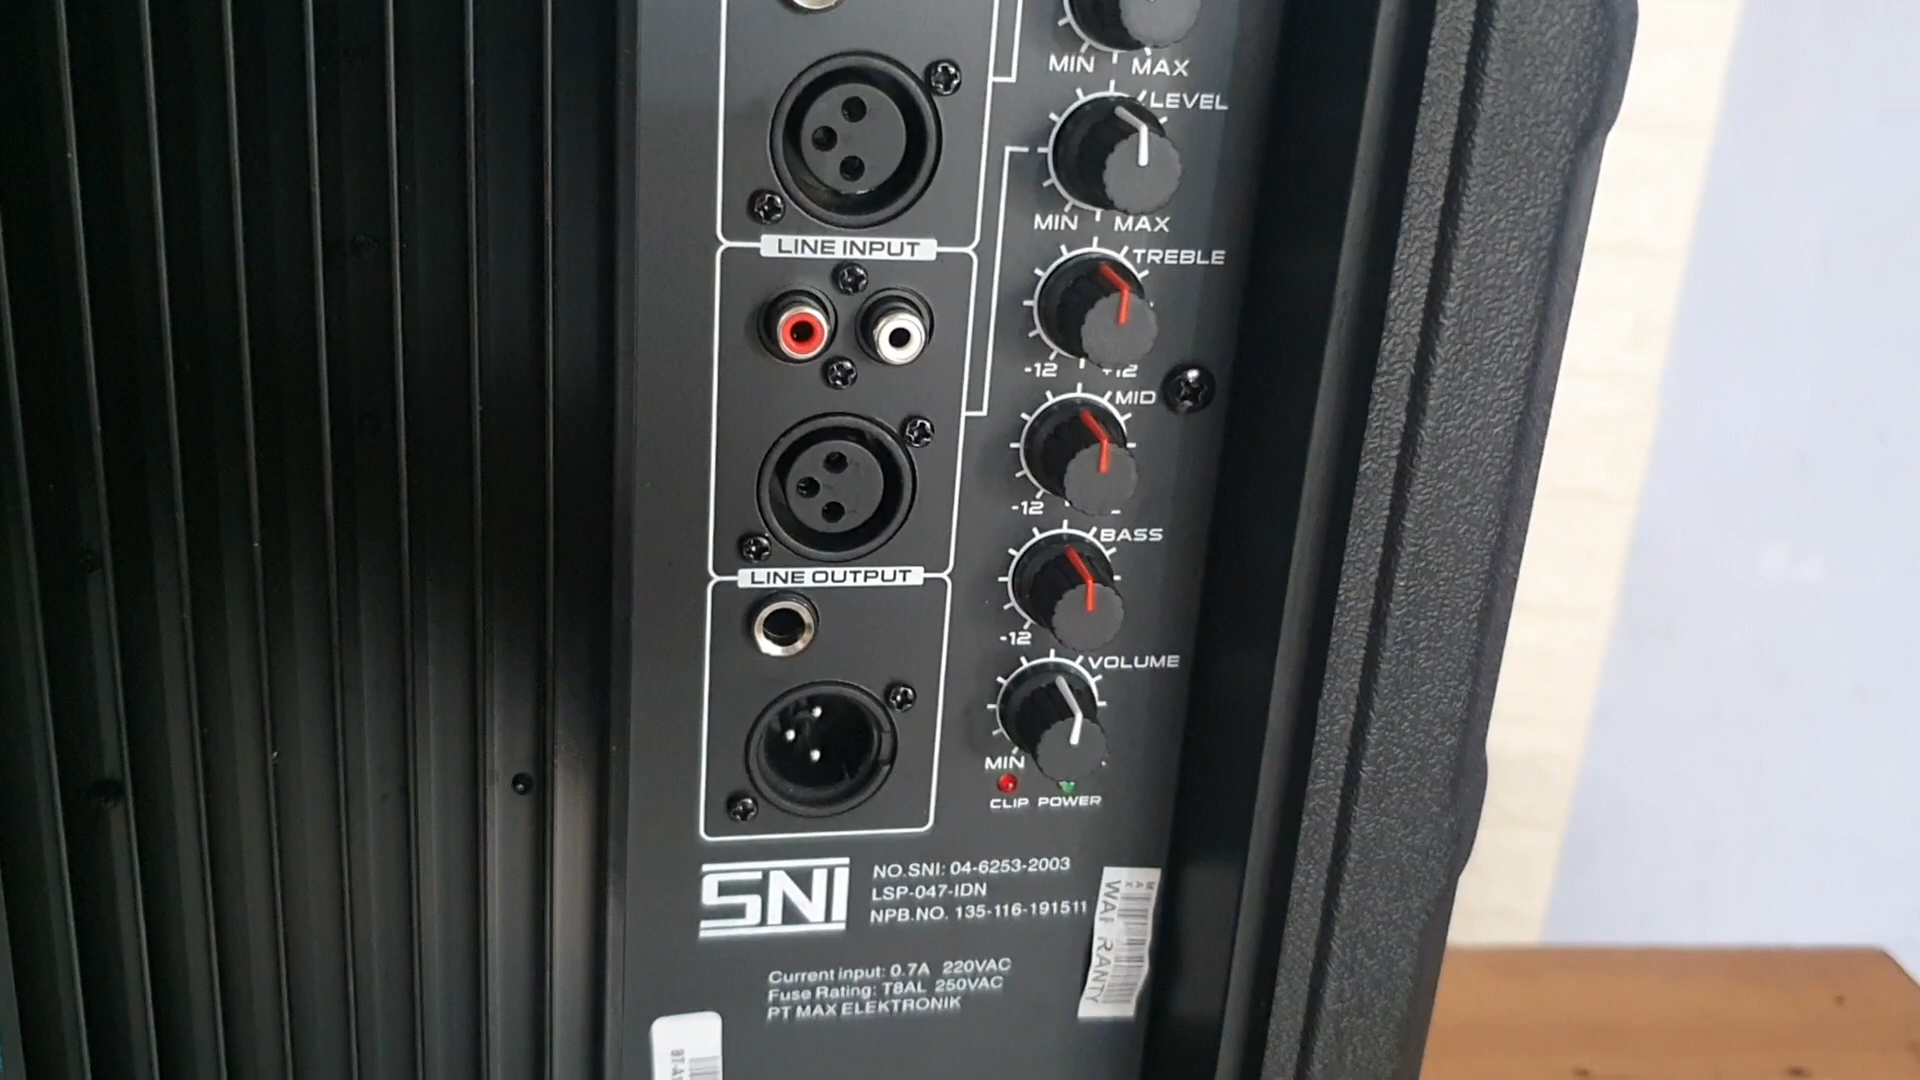 MIN MAX
LEVEL
MIN MAX
LINE INPUT
TREBLE
-12 +12
MID
-12
BASS
LINE OUTPUT
-12
VOLUME
MIN
CLIP POWER
SNI
NO.SNI: 04-6253-2003
LSP-047-IDN
NPB.NO. 135-116-191511
WARRANTY
Current input: 0.7A 220VAC
Fuse Rating: T8AL 250VAC
PT MAX ELEKTRONIK